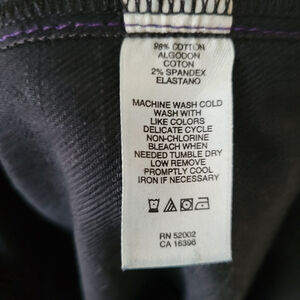 98% COTTON
ALGODON
COTON
2% SPANDEX
ELASTANO
MACHINE WASH COLD
WASH WITH
LIKE COLORS
DELICATE CYCLE
NON-CHLORINE
BLEACH WHEN
NEEDED TUMBLE DRY
LOW REMOVE
PROMPTLY COOL
IRON IF NECESSARY
RN 52002
CA 16396